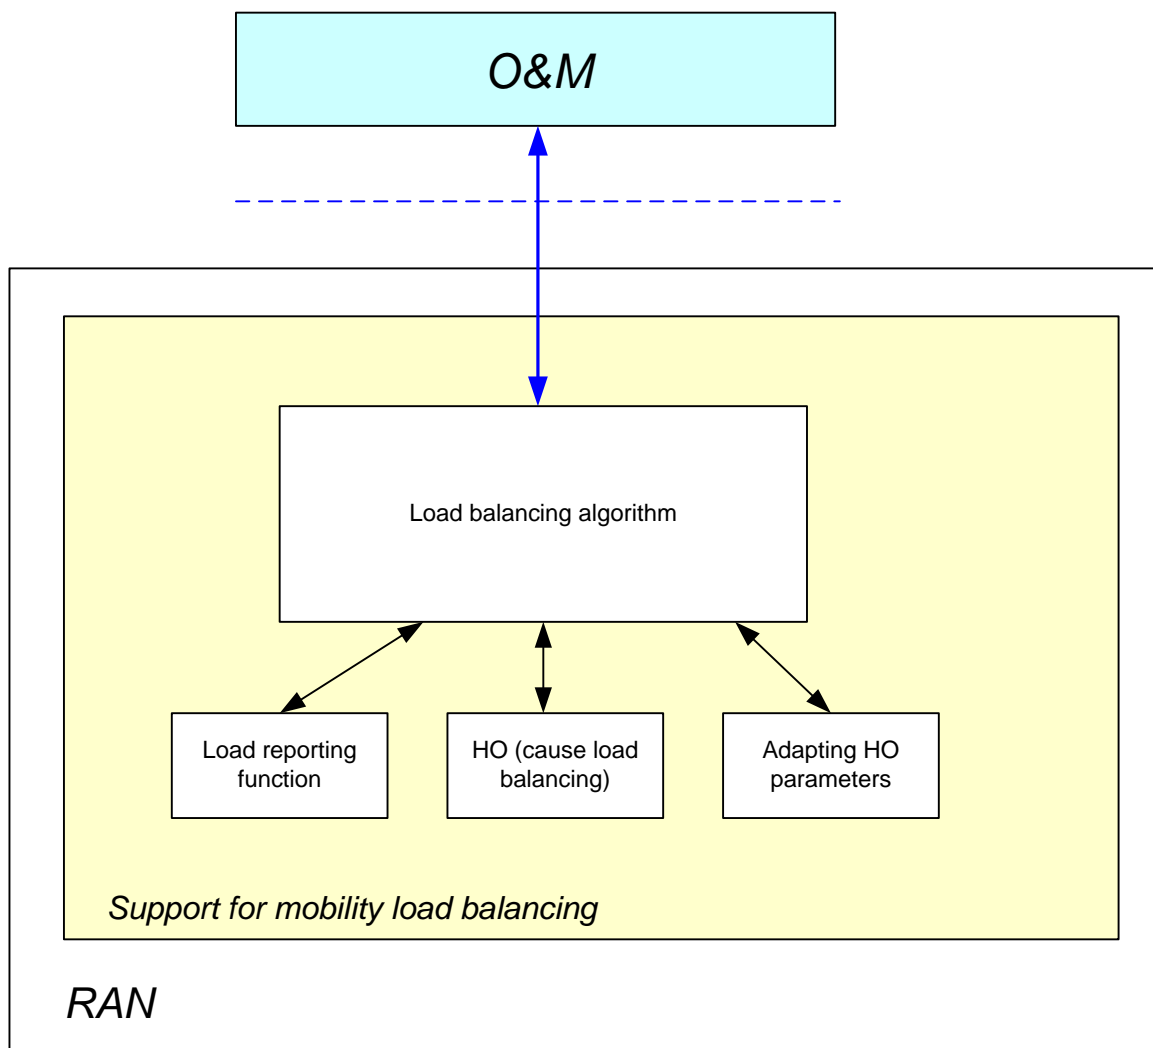 O&M
Load balancing algorithm
Load reporting
function
HO (cause load
balancing)
Adapting HO
parameters
Support for mobility load balancing
RAN